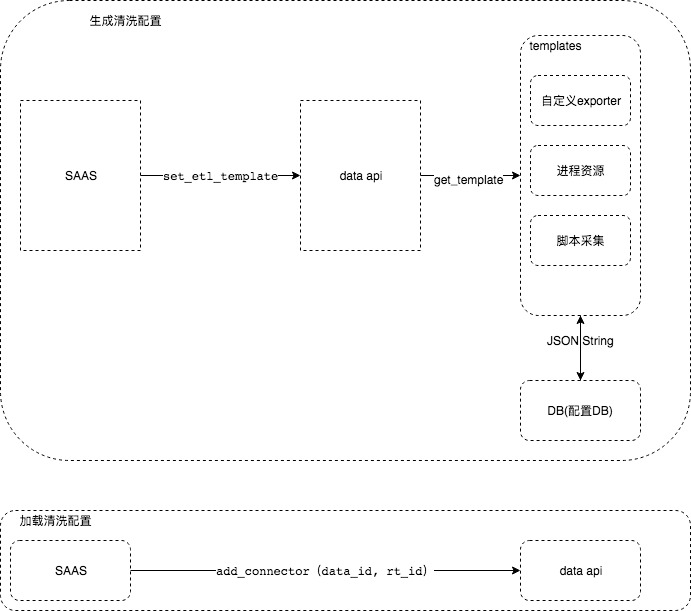 生成清洗配置
templates
自定义exporter
SAAS
set_etl_template
data api
get_template
进程资源
脚本采集
JSON String
DB(配置DB)
加载清洗配置
SAAS
add_connector (data_id, rt_id)
data api